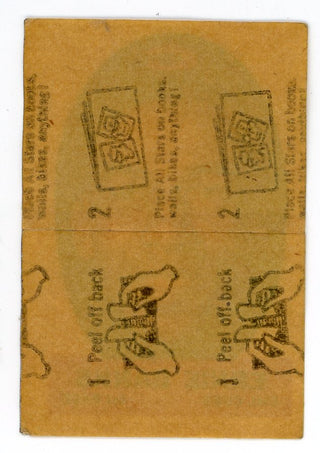 1 Peel off back
2
Place All Stars on books,
walls, bikes, anything!
1 Peel off back
2
Place All Stars on books,
walls, bikes, anything!